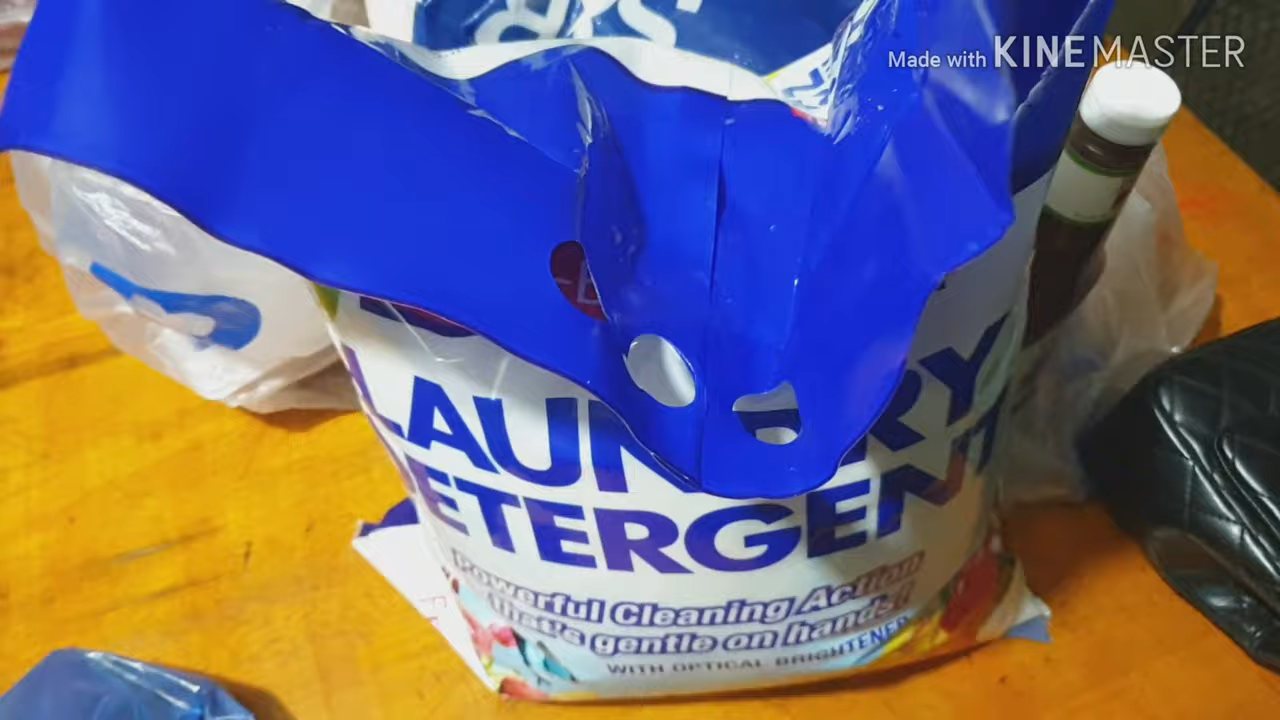 Made with KINEMASTER
LAUNDRY
DETERGENT
Powerful Cleaning Action
that's gentle on hands!
WITH OPTICAL BRIGHTENER